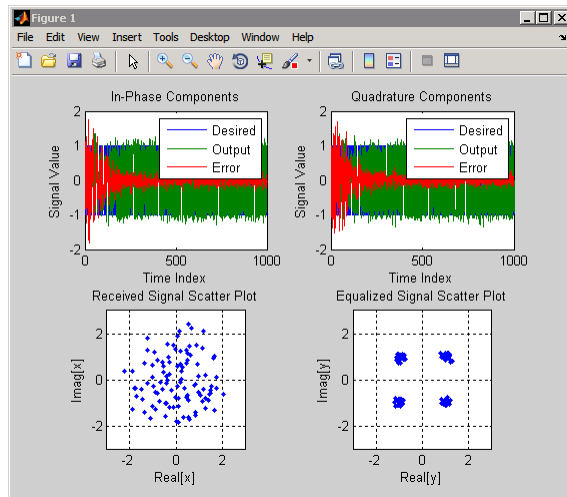 Figure 1
File Edit View Insert Tools Desktop Window Help
In-Phase Components
Signal Value
2
1
0
-1
-2
Desired
Output
Error
0 500 1000
Time Index
Quadrature Components
Signal Value
2
1
0
-1
-2
Desired
Output
Error
0 500 1000
Time Index
Received Signal Scatter Plot
Imag[x]
2
0
-2
-2 0 2
Real[x]
Equalized Signal Scatter Plot
Imag[y]
2
0
-2
-2 0 2
Real[y]